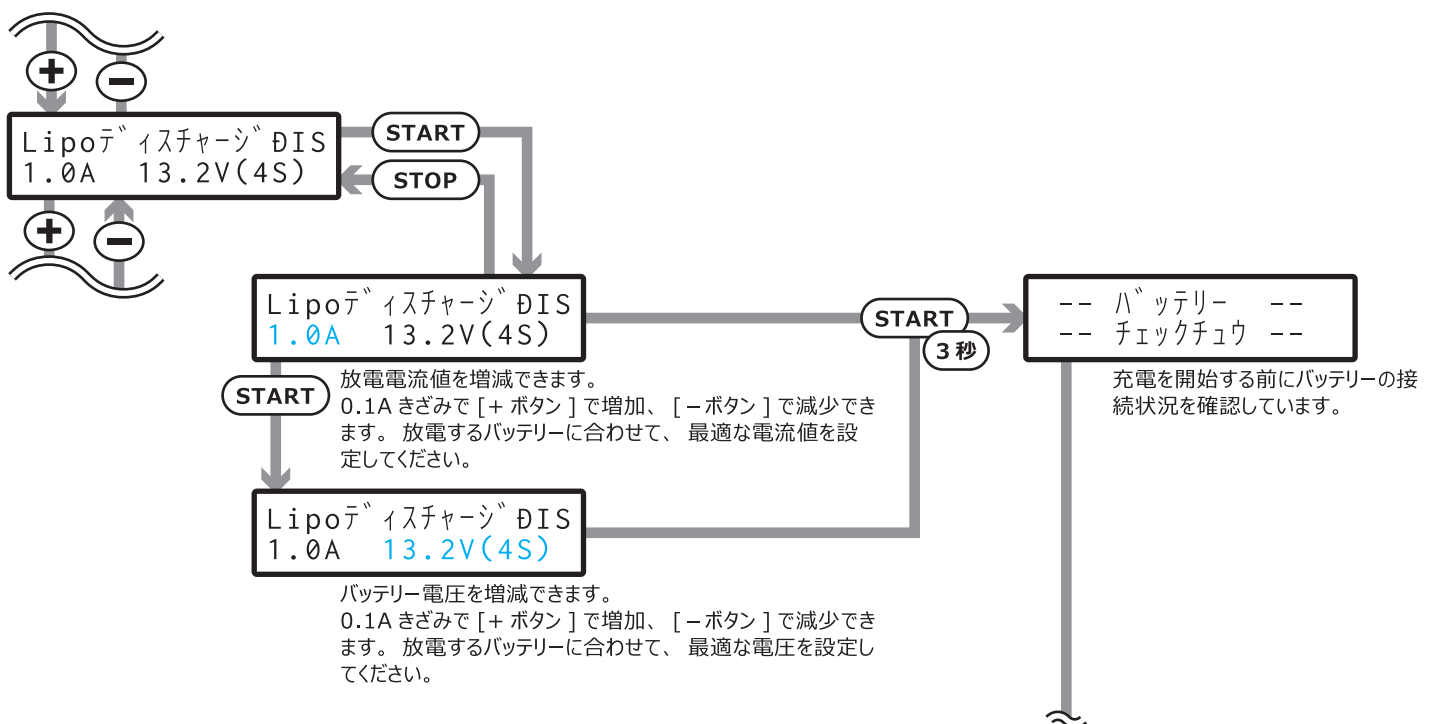 +
−
Lipoディスチャージ ÐIS
1.0A 13.2V(4S)
START
STOP
+
−
Lipoディスチャージ ÐIS
1.0A 13.2V(4S)
START
3秒
-- バッテリー --
-- チェックチュウ --
START
放電電流値を増減できます。
0.1A きざみで [+ ボタン ] で増加、 [ −ボタン ] で減少でき
ます。 放電するバッテリーに合わせて、 最適な電流値を設
定してください。
充電を開始する前にバッテリーの接
続状況を確認しています。
Lipoディスチャージ ÐIS
1.0A 13.2V(4S)
バッテリー電圧を増減できます。
0.1A きざみで [+ ボタン ] で増加、 [ −ボタン ] で減少でき
ます。 放電するバッテリーに合わせて、 最適な電圧を設定し
てください。